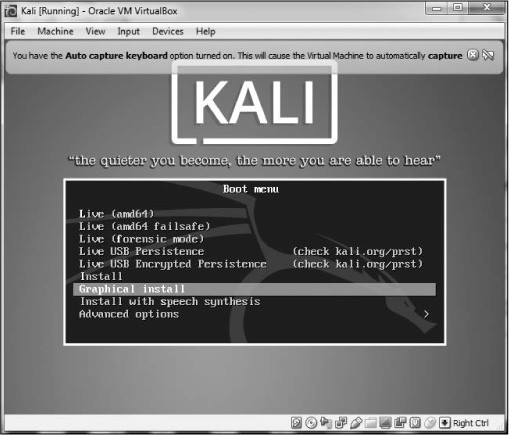 Kali [Running] - Oracle VM VirtualBox
File Machine View Input Devices Help
You have the Auto capture keyboard option turned on. This will cause the Virtual Machine to automatically capture
KALI
"the quieter you become, the more you are able to hear"
Boot menu
Live (amd64)
Live (amd64 failsafe)
Live (forensic mode)
Live USB Persistence (check kali.org/prst)
Live USB Encrypted Persistence (check kali.org/prst)
Install
Graphical install
Install with speech synthesis
Advanced options >
Right Ctrl